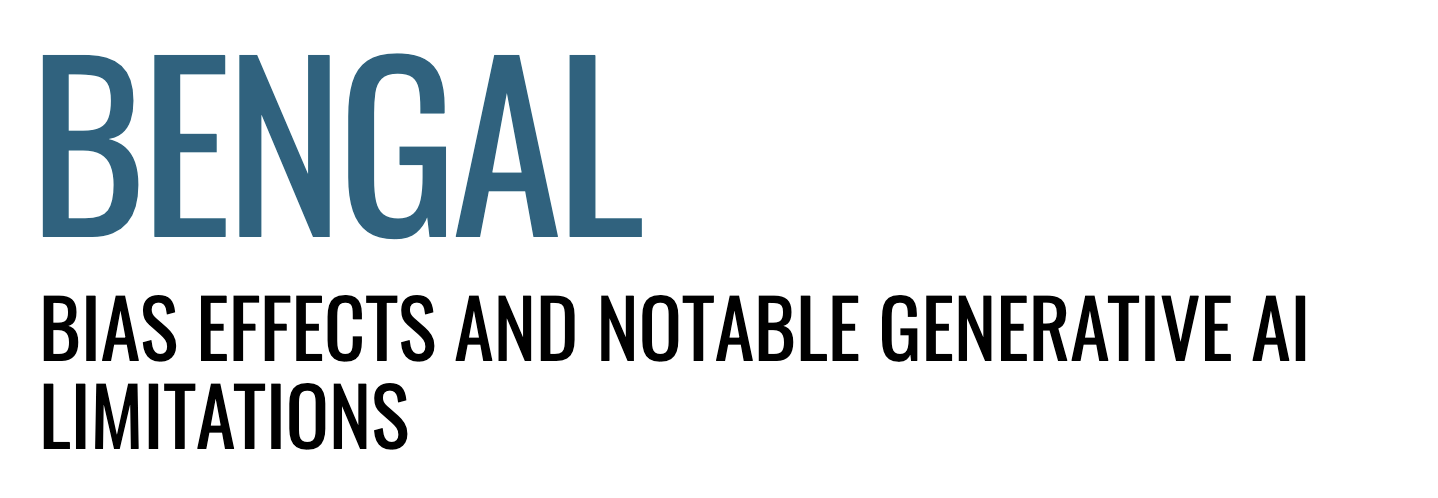 BENGAL
BIAS EFFECTS AND NOTABLE GENERATIVE AI
LIMITATIONS